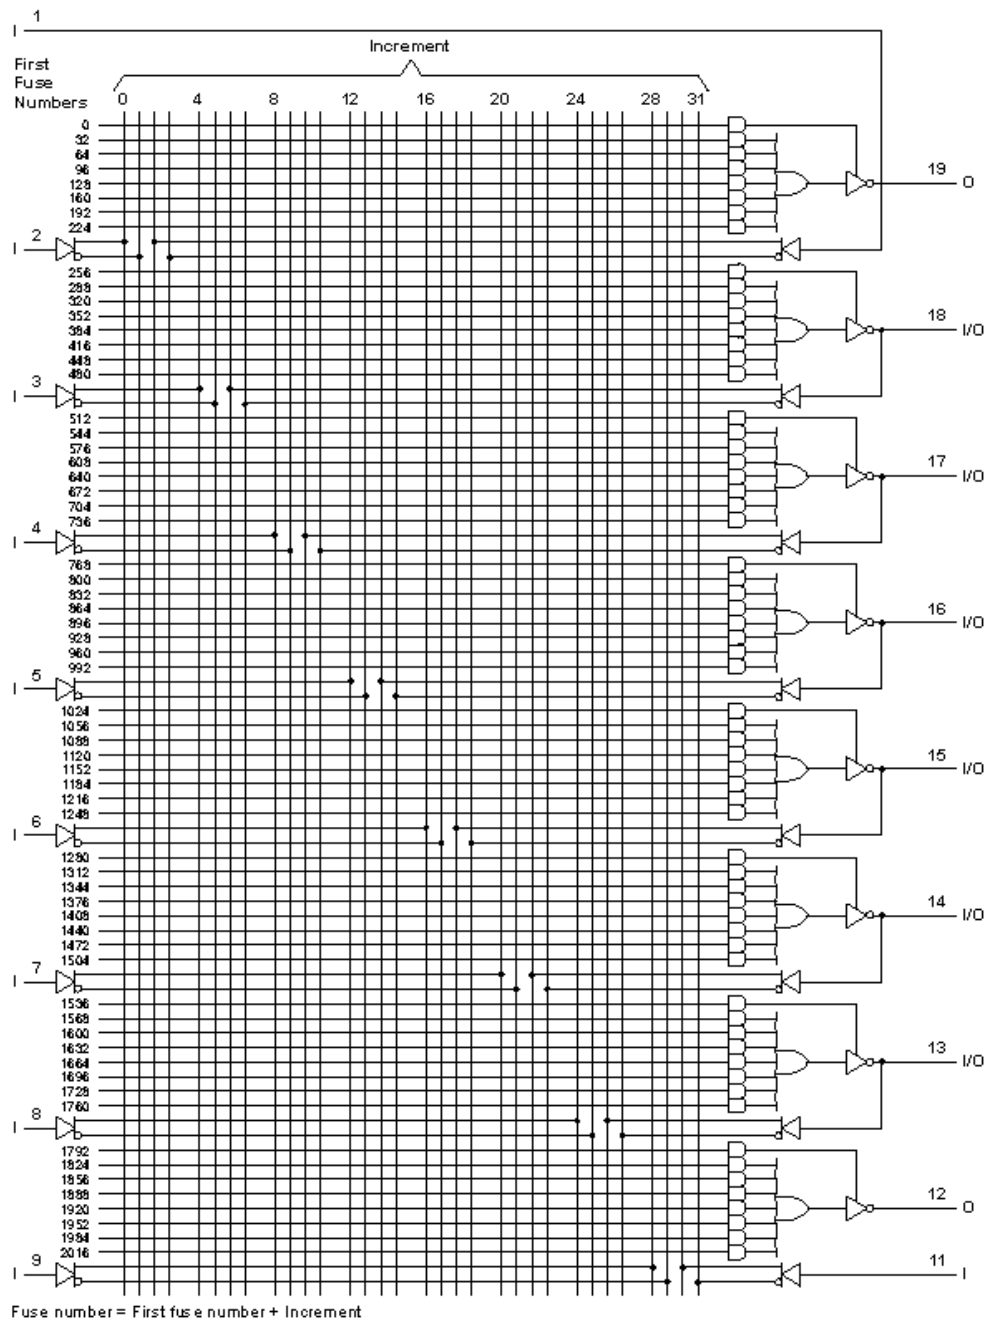 I 1
Increment
First
Fuse
Numbers
0 4 8 12 16 20 24 28 31
0
32
64
96
128
160
192
224
19 O
I 2
256
288
320
352
384
416
448
480
18 I/O
I 3
512
544
576
608
640
672
704
736
17 I/O
I 4
768
800
832
864
896
928
960
992
16 I/O
I 5
1024
1056
1088
1120
1152
1184
1216
1248
15 I/O
I 6
1280
1312
1344
1376
1408
1440
1472
1504
14 I/O
I 7
1536
1568
1600
1632
1664
1696
1728
1760
13 I/O
I 8
1792
1824
1856
1888
1920
1952
1984
2016
12 O
I 9
11 I
Fuse number = First fuse number + Increment